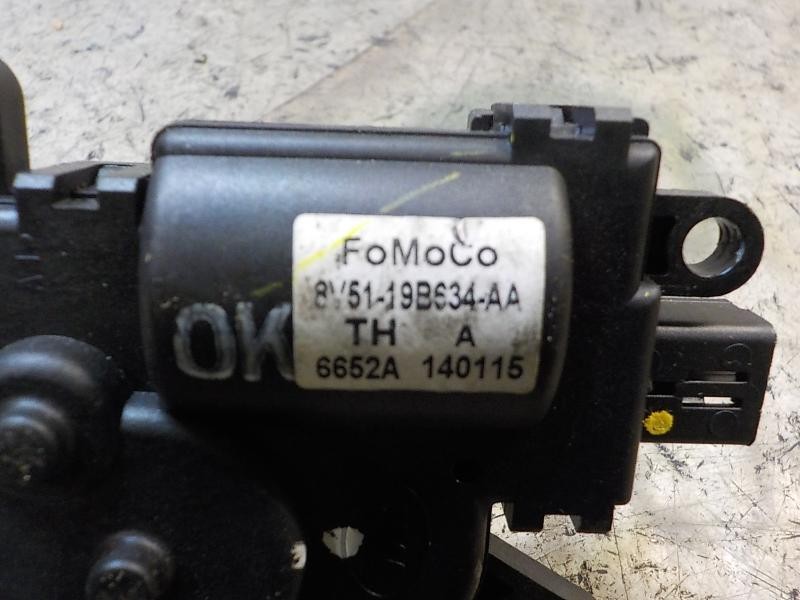 FoMoCo
8V51-19B634-AA
TH A
6652A 140115
OK